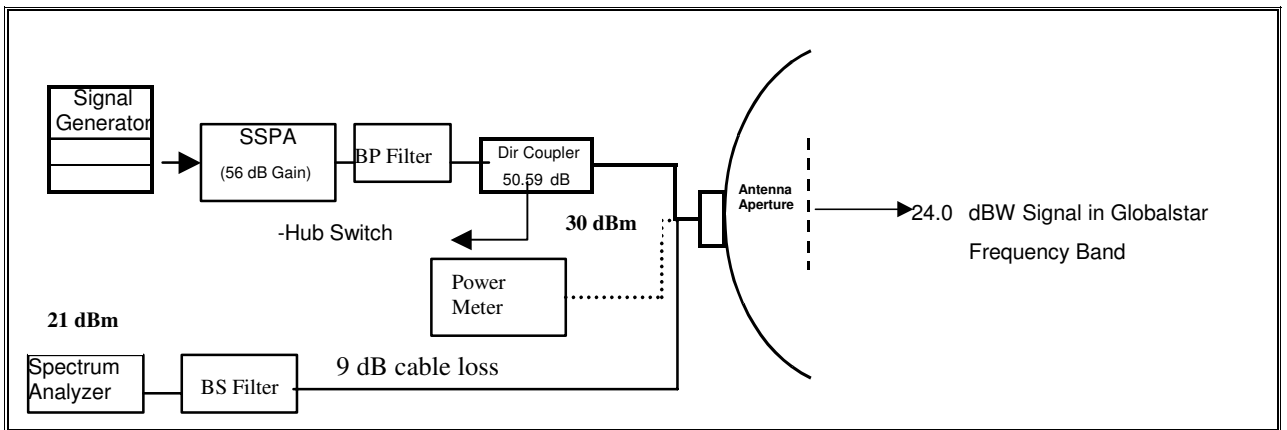 Signal
Generator
SSPA
(56 dB Gain)
BP Filter
Dir Coupler
50.59 dB
Antenna
Aperture
24.0 dBW Signal in Globalstar
Frequency Band
-Hub Switch
30 dBm
Power
Meter
21 dBm
Spectrum
Analyzer
BS Filter
9 dB cable loss